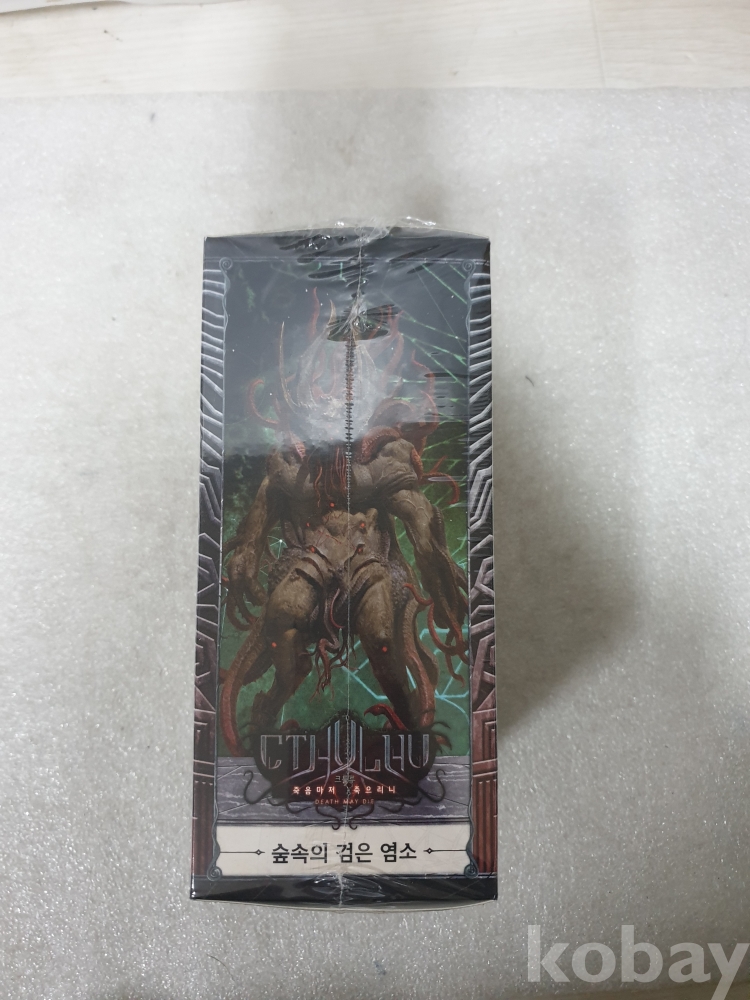 CTHULHU
크툴루
죽음마저 죽으리니
DEATH MAY DIE
숲속의 검은 염소
kobay